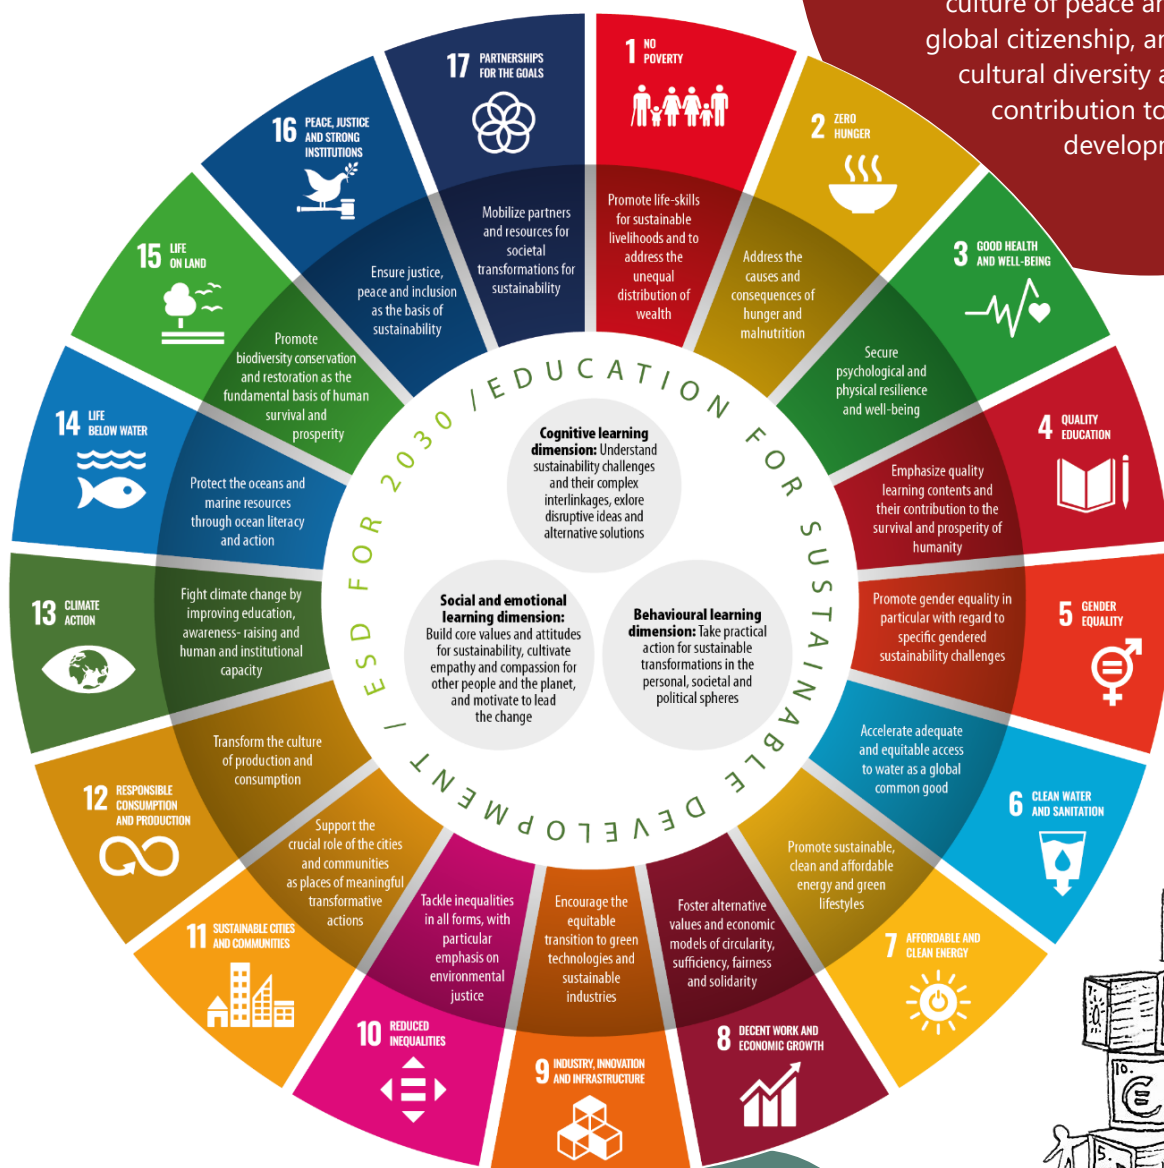 culture of peace
global citizenship,
cultural diversity
contribution to
17 PARTNERSHIPS
FOR THE GOALS
Mobilize partners
and resources for
societal
transformations for
sustainability
1 NO
POVERTY
Promote life-skills
for sustainable
livelihoods and to
address the
unequal
distribution of
wealth
2 ZERO
HUNGER
Address the
causes and
consequences of
hunger and
malnutrition
3 GOOD HEALTH
AND WELL-BEING
Secure
psychological and
physical resilience
and well-being
4 QUALITY
EDUCATION
Emphasize quality
learning contents and
their contribution to the
survival and prosperity of
humanity
5 GENDER
EQUALITY
Promote gender equality in
particular with regard to
specific gendered
sustainability challenges
6 CLEAN WATER
AND SANITATION
Accelerate adequate
and equitable access
to water as a global
common good
7 AFFORDABLE AND
CLEAN ENERGY
Promote sustainable,
clean and affordable
energy and green
lifestyles
8 DECENT WORK AND
ECONOMIC GROWTH
Foster alternative
values and economic
models of circularity,
sufficiency, fairness
and solidarity
9 INDUSTRY, INNOVATION
AND INFRASTRUCTURE
Encourage the
equitable
transition to green
technologies and
sustainable
industries
10 REDUCED
INEQUALITIES
Tackle inequalities
in all forms, with
particular
emphasis on
environmental
justice
11 SUSTAINABLE CITIES
AND COMMUNITIES
Support the
crucial role of the cities
and communities
as places of meaningful
transformative
actions
12 RESPONSIBLE
CONSUMPTION
AND PRODUCTION
Transform the culture
of production and
consumption
13 CLIMATE
ACTION
Fight climate change by
improving education,
awareness- raising and
human and institutional
capacity
14 LIFE
BELOW WATER
Protect the oceans and
marine resources
through ocean literacy
and action
15 LIFE
ON LAND
Promote
biodiversity conservation
and restoration as the
fundamental basis of human
survival and
prosperity
16 PEACE, JUSTICE
AND STRONG
INSTITUTIONS
Ensure justice,
peace and inclusion
as the basis of
sustainability
/ ESD FOR 2030 / EDUCATION FOR SUSTAINABLE DEVELOPMENT
Cognitive learning
dimension: Understand
sustainability challenges
and their complex
interlinkages, exlore
disruptive ideas and
alternative solutions
Social and emotional
learning dimension:
Build core values and attitudes
for sustainability, cultivate
empathy and compassion for
other people and the planet,
and motivate to lead
the change
Behavioural learning
dimension: Take practical
action for sustainable
transformations in the
personal, societal and
political spheres
10.
€
5.